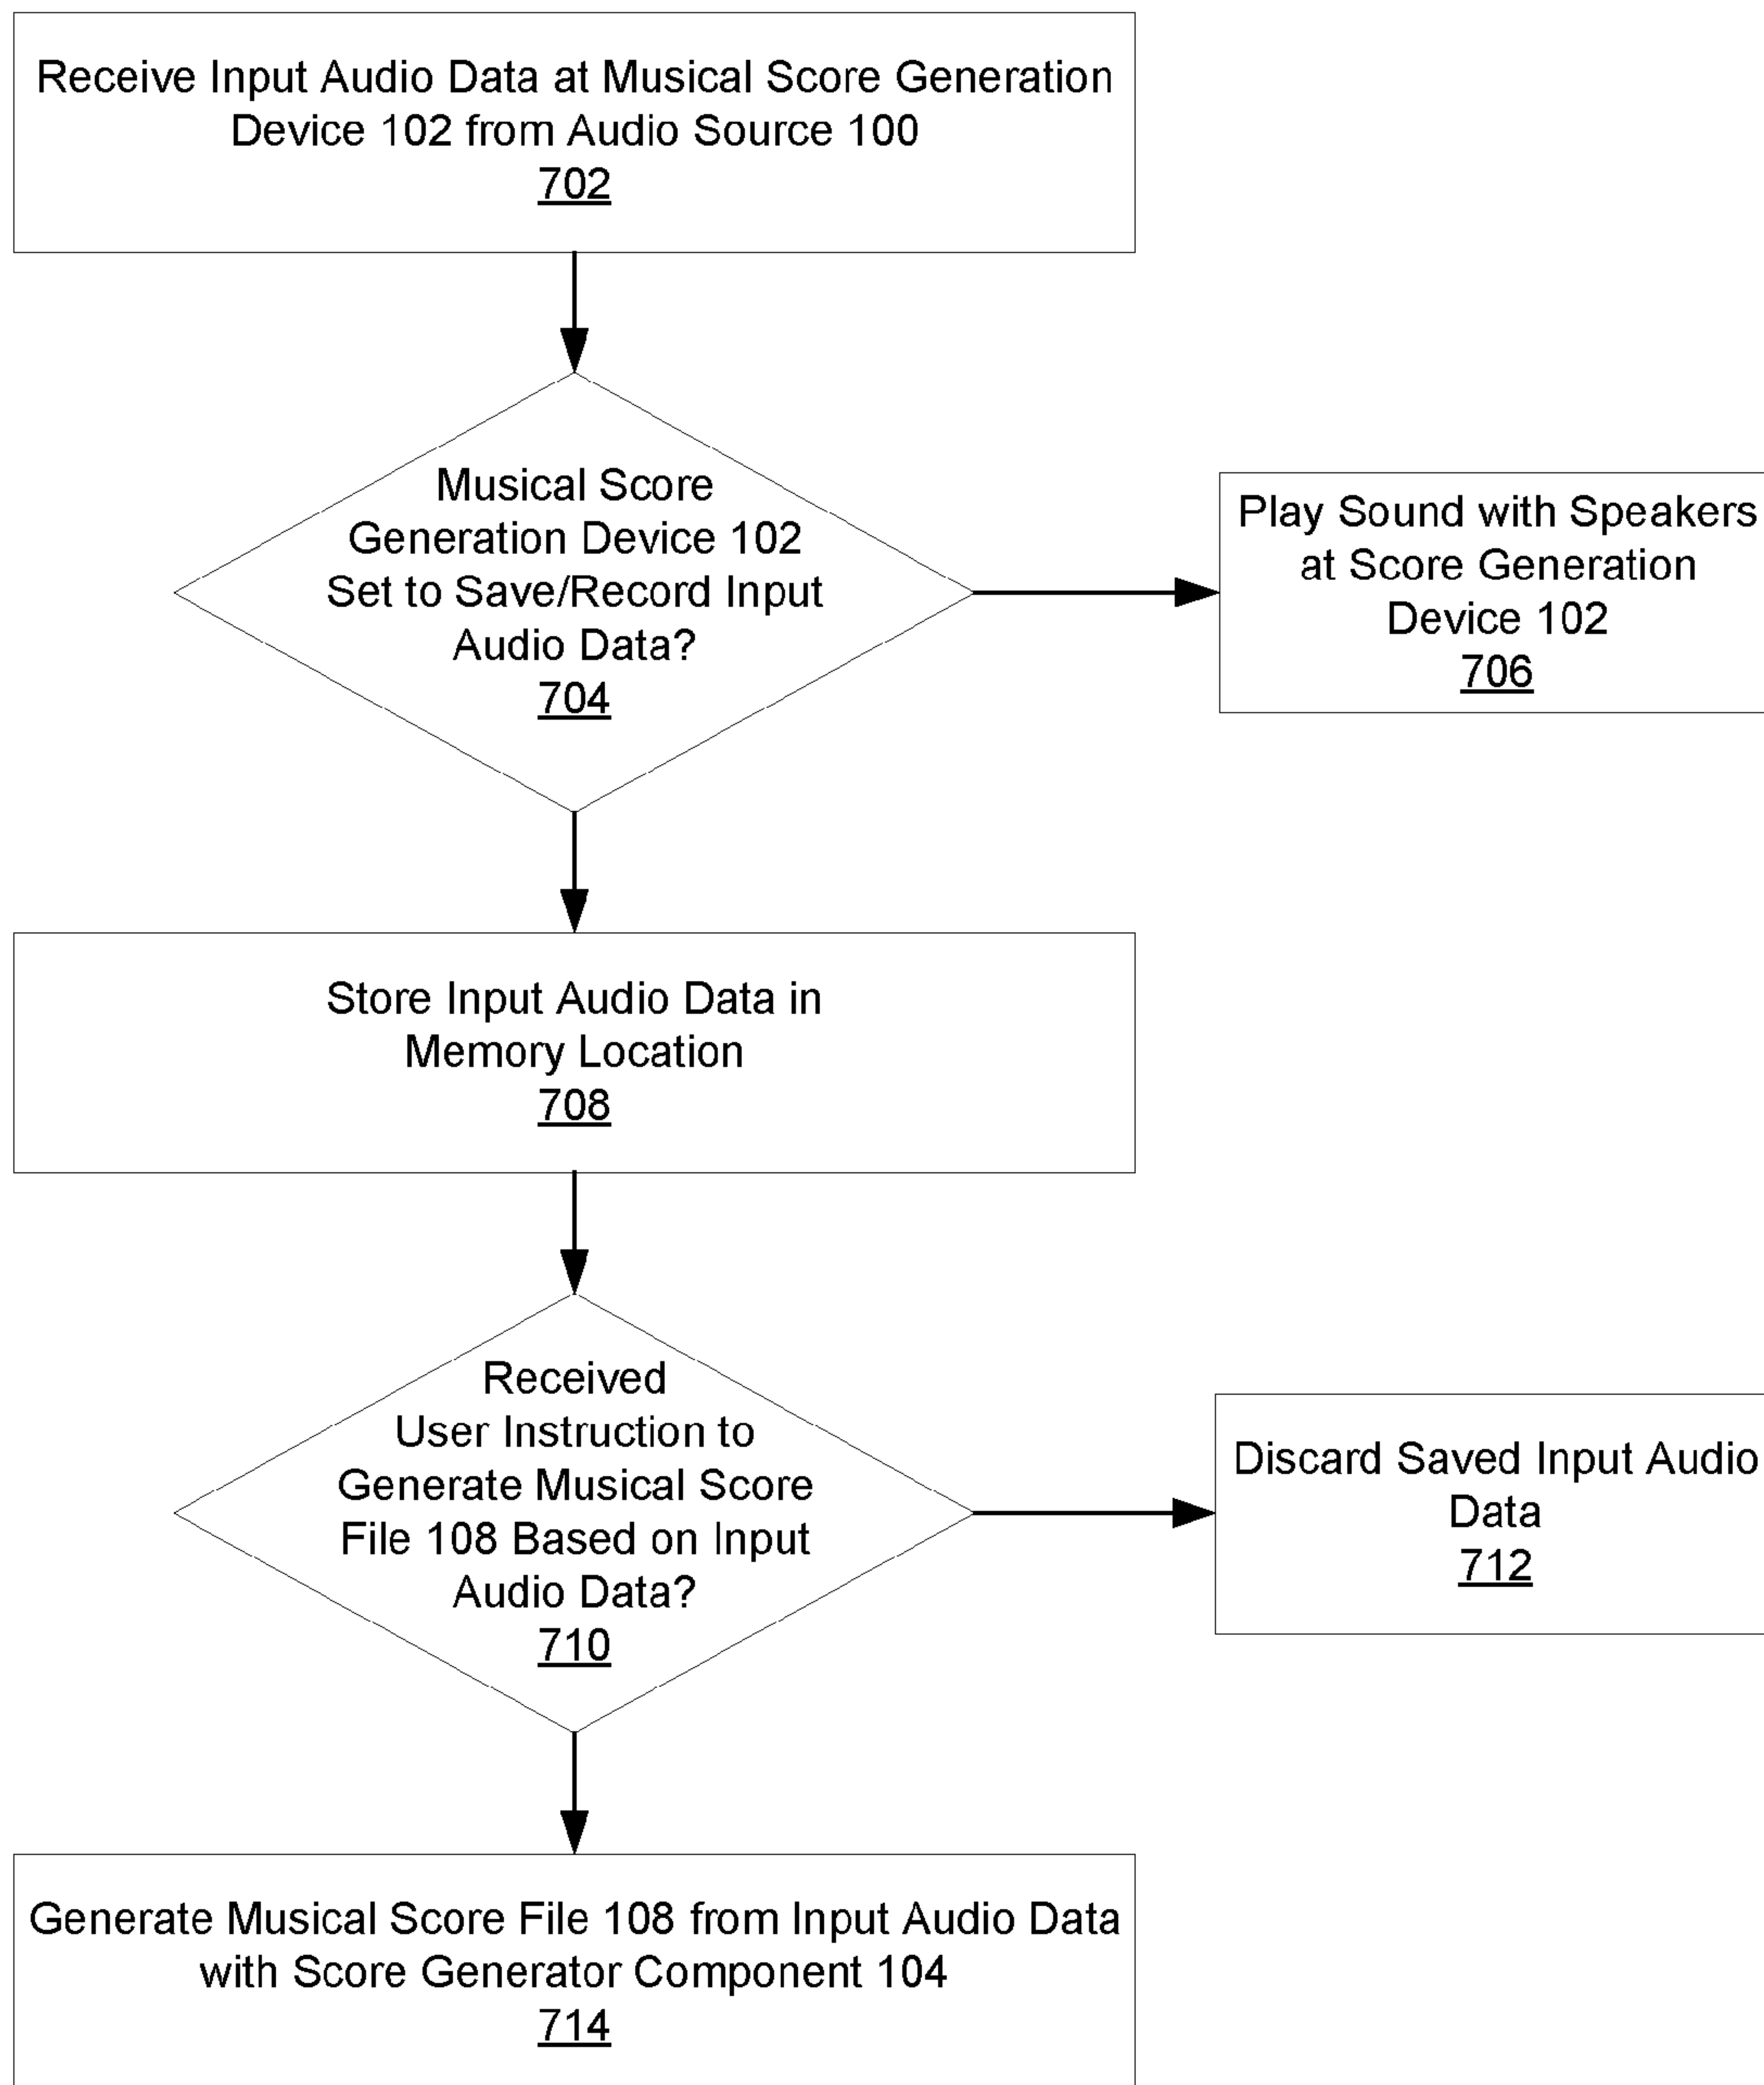 Receive Input Audio Data at Musical Score Generation
Device 102 from Audio Source 100
702
Musical Score
Generation Device 102
Set to Save/Record Input
Audio Data?
704
Play Sound with Speakers
at Score Generation
Device 102
706
Store Input Audio Data in
Memory Location
708
Received
User Instruction to
Generate Musical Score
File 108 Based on Input
Audio Data?
710
Discard Saved Input Audio
Data
712
Generate Musical Score File 108 from Input Audio Data
with Score Generator Component 104
714